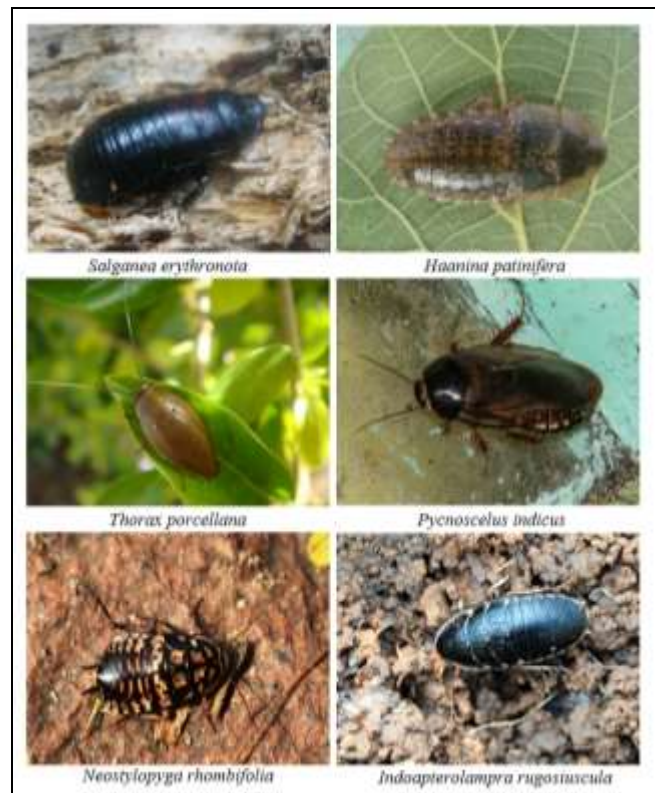 Salganea erythronota
Haanina patinifera
Thorax porcellana
Pycnoscelus indicus
Neostylopyga rhombifolia
Indoapterolampra rugosiuscula